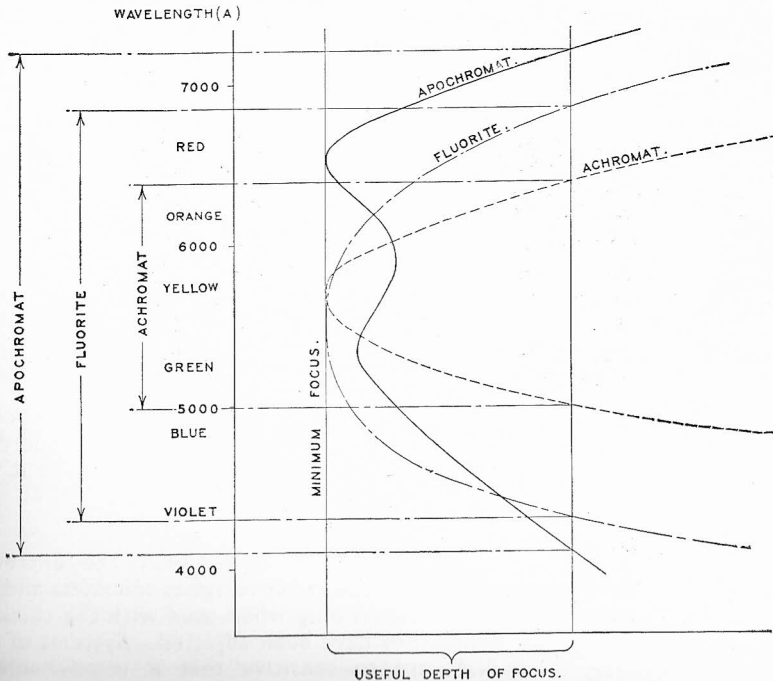 WAVELENGTH (A)
7000
RED
ORANGE
6000
YELLOW
GREEN
5000
BLUE
VIOLET
4000
APOCHROMAT
FLUORITE
ACHROMAT
MINIMUM FOCUS.
APOCHROMAT.
FLUORITE.
ACHROMAT.
USEFUL DEPTH OF FOCUS.